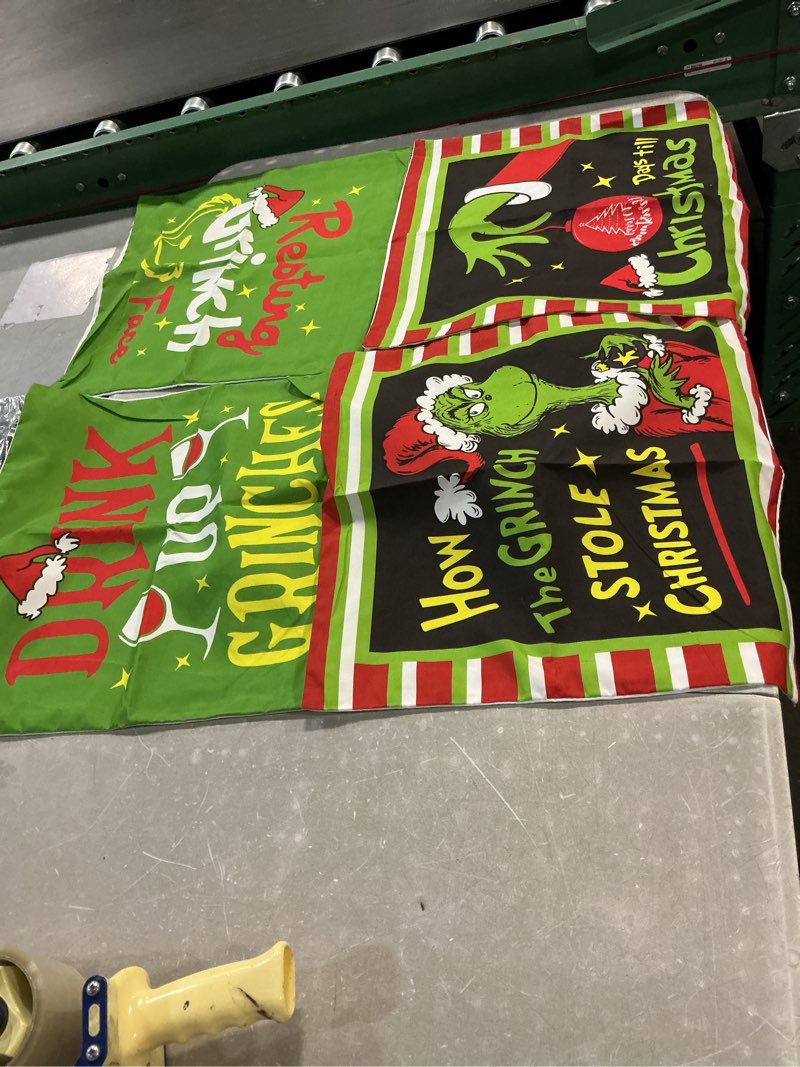 Resting
Grinch
Face
Days till
Christmas
DRINK
UP
GRINCHES
HOW
The GRINCH
STOLE
CHRISTMAS